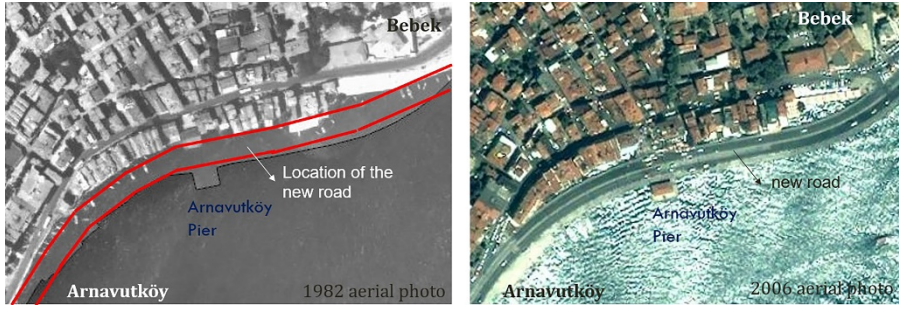 Bebek
Location of the
new road
Arnavutköy
Pier
Arnavutköy
1982 aerial photo
Bebek
new road
Arnavutköy
Pier
Arnavutköy
2006 aerial photo